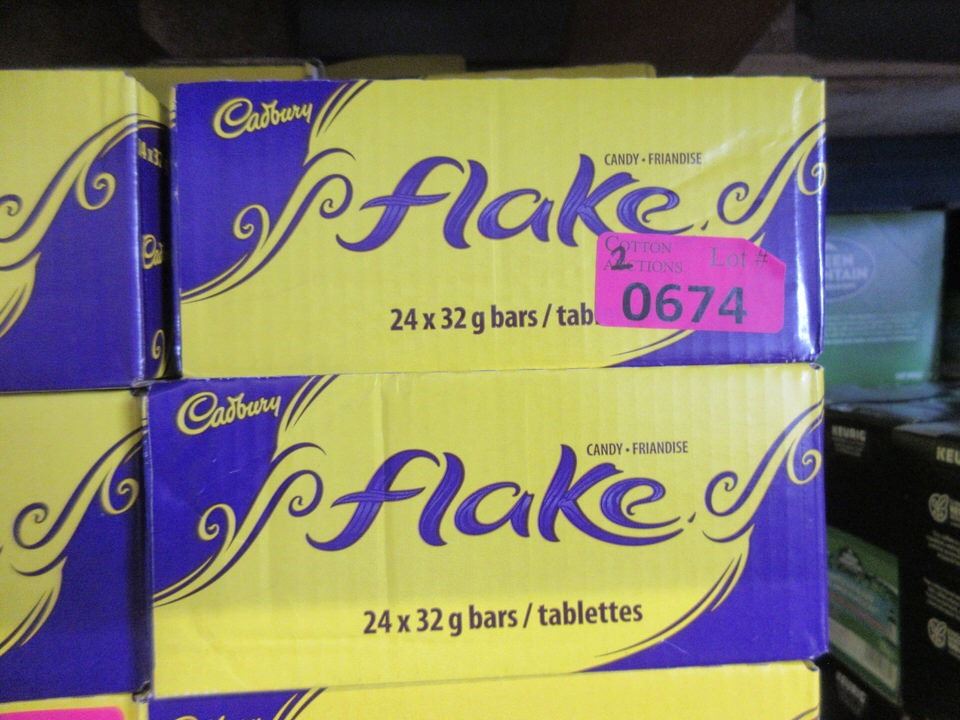 Cadbury
CANDY • FRIANDISE
flake
COTTON
2
Lot #
0674
24 x 32 g bars / tab
Cadbury
CANDY • FRIANDISE
flake
24 x 32 g bars / tablettes
KEURIG